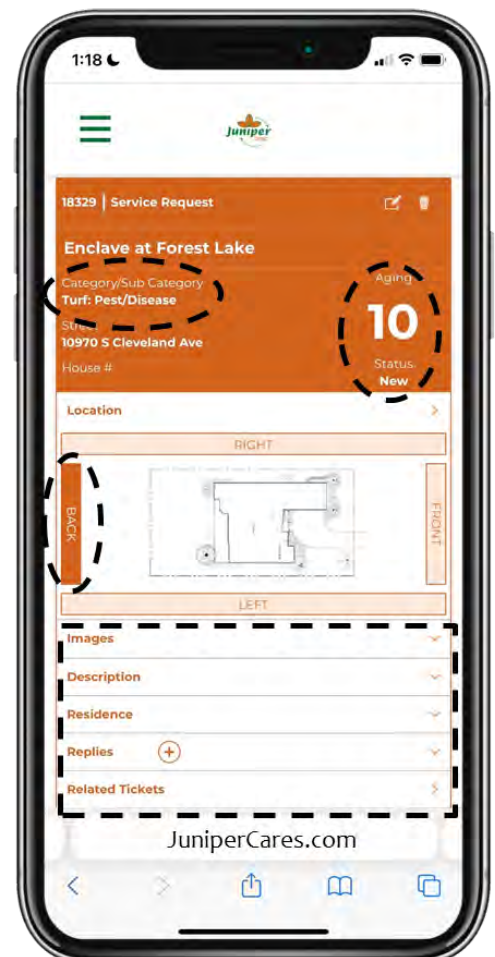 1:18
Juniper
18329 | Service Request
Enclave at Forest Lake
Category/Sub Category
Turf: Pest/Disease
Aging
10
Street
10970 S Cleveland Ave
House #
Status
New
Location
RIGHT
BACK
FRONT
LEFT
Images
Description
Residence
Replies
Related Tickets
JuniperCares.com